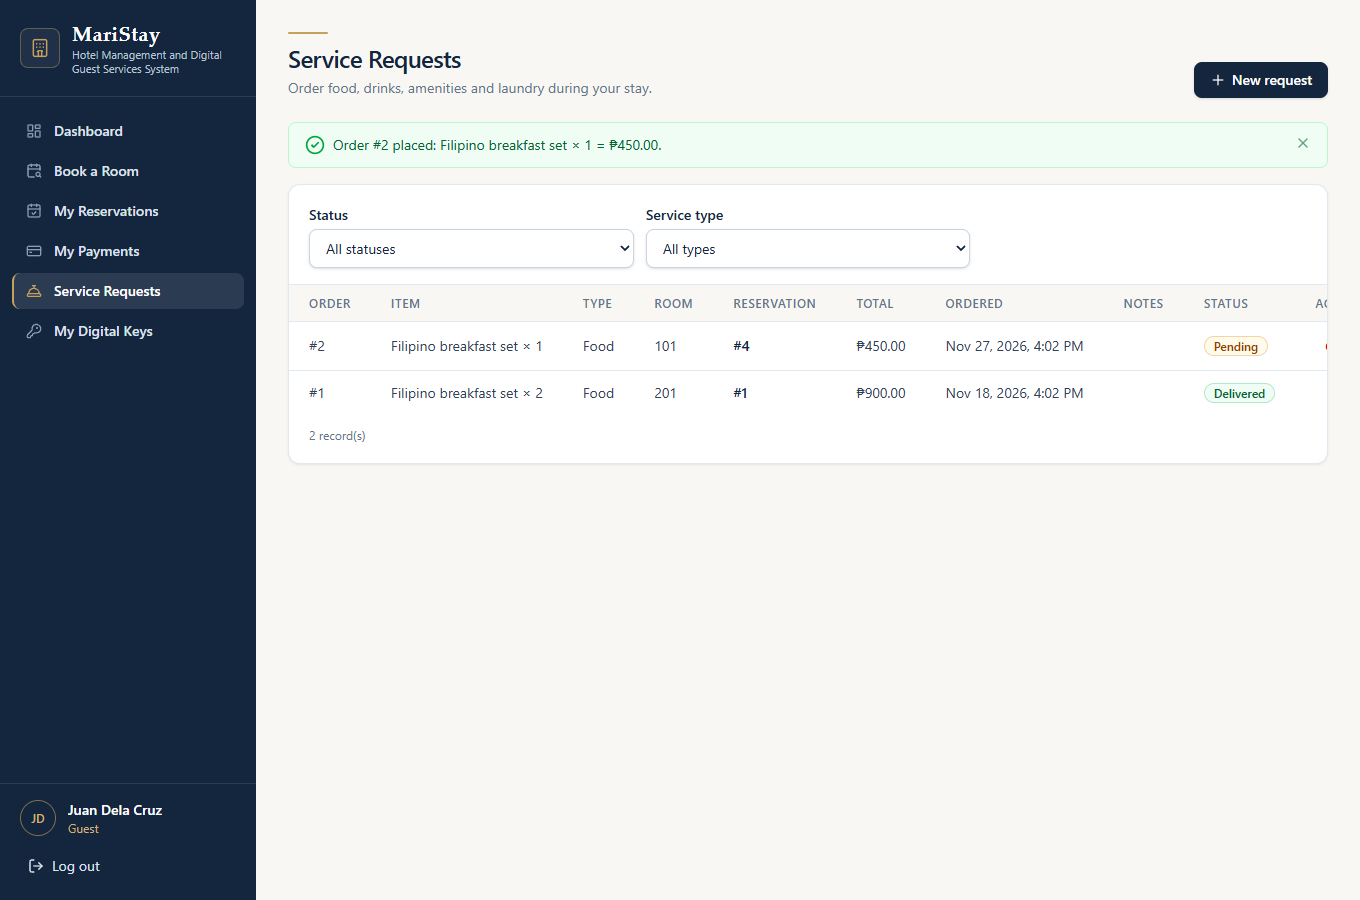 MariStay
Hotel Management and Digital
Guest Services System
Dashboard
Book a Room
My Reservations
My Payments
Service Requests
My Digital Keys
JD
Juan Dela Cruz
Guest
Log out
Service Requests
Order food, drinks, amenities and laundry during your stay.
New request
Order #2 placed: Filipino breakfast set × 1 = ₱450.00.
Status
Service type
All statuses
All types
ORDER ITEM TYPE ROOM RESERVATION TOTAL ORDERED NOTES STATUS
#2 Filipino breakfast set × 1 Food 101 #4 ₱450.00 Nov 27, 2026, 4:02 PM Pending
#1 Filipino breakfast set × 2 Food 201 #1 ₱900.00 Nov 18, 2026, 4:02 PM Delivered
2 record(s)